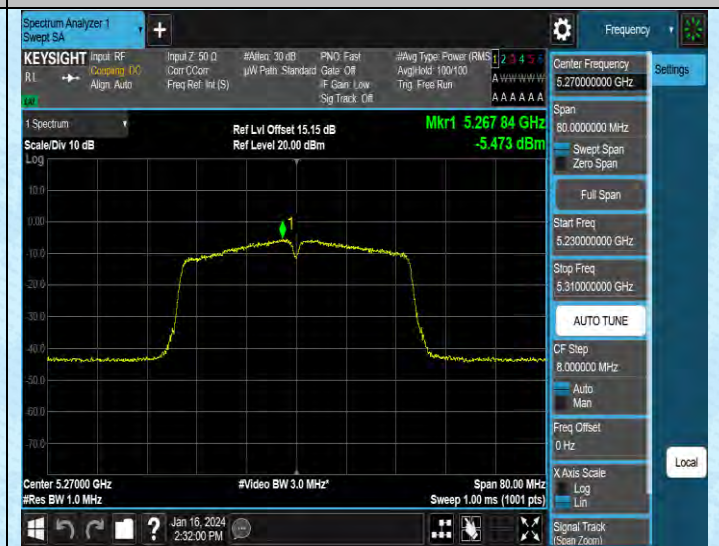 Spectrum Analyzer 1
Swept SA
+
Frequency
KEYSIGHT
Input: RF
Input Z: 50 Ω
#Atten: 30 dB
PNO: Fast
#Avg Type: Power (RMS
1 2 3 4 5 6
RL
Coupling: DC
Corr CCorr
µW Path: Standard
Gate: Off
Avg|Hold: 100/100
A W W W W W
Align: Auto
Freq Ref: Int (S)
IF Gain: Low
Trig: Free Run
Sig Track: Off
A A A A A A
1 Spectrum
Ref Lvl Offset 15.15 dB
Mkr1 5.267 84 GHz
Scale/Div 10 dB
Ref Level 20.00 dBm
-5.473 dBm
Log
10.0
0.00
-10.0
-20.0
-30.0
-40.0
-50.0
-60.0
-70.0
1
Center 5.27000 GHz
#Video BW 3.0 MHz*
Span 80.00 MHz
#Res BW 1.0 MHz
Sweep 1.00 ms (1001 pts)
Center Frequency
5.270000000 GHz
Settings
Span
80.0000000 MHz
Swept Span
Zero Span
Full Span
Start Freq
5.230000000 GHz
Stop Freq
5.310000000 GHz
AUTO TUNE
CF Step
8.000000 MHz
Auto
Man
Freq Offset
0 Hz
X Axis Scale
Log
Lin
Local
Signal Track
(Span Zoom)
?
Jan 16, 2024
2:32:00 PM